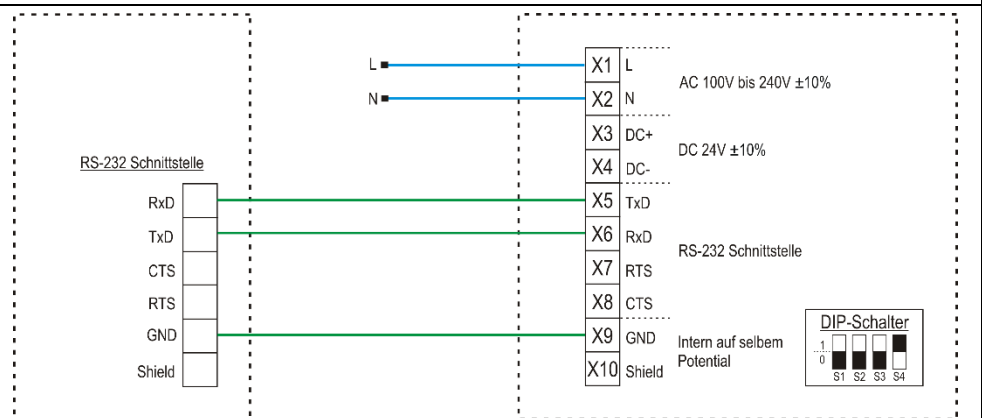 RS-232 Schnittstelle
RxD
TxD
CTS
RTS
GND
Shield
L
N
X1 L
X2 N
AC 100V bis 240V ±10%
X3 DC+
X4 DC-
DC 24V ±10%
X5 TxD
X6 RxD
X7 RTS
X8 CTS
RS-232 Schnittstelle
X9 GND
X10 Shield
Intern auf selbem
Potential
DIP-Schalter
1
0
S1 S2 S3 S4